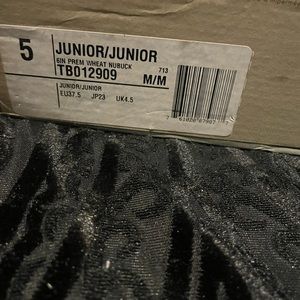 5 JUNIOR/JUNIOR
6IN PREM WHEAT NUBUCK 713
TB012909 M/M
JUNIOR/JUNIOR
EU37.5 JP23 UK4.5